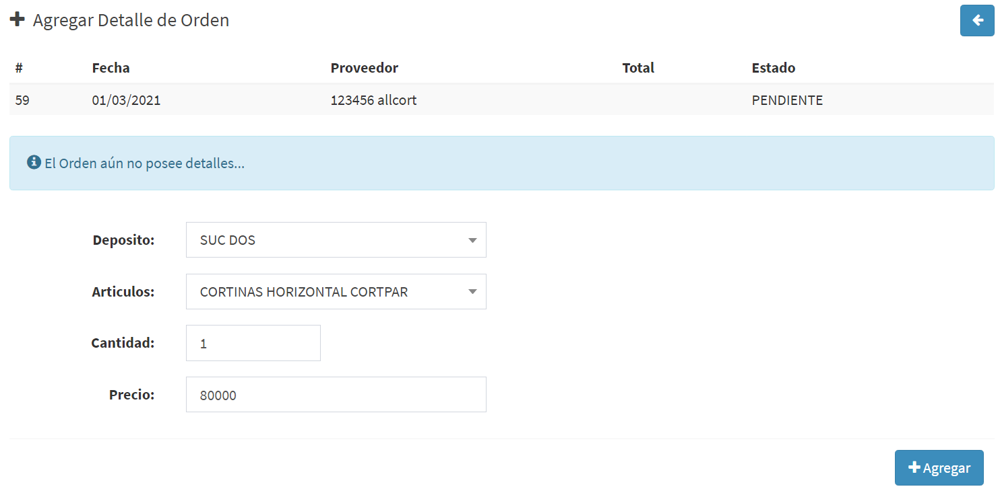 Agregar Detalle de Orden
# Fecha Proveedor Total Estado
59 01/03/2021 123456 allcort PENDIENTE
El Orden aún no posee detalles...
Deposito: SUC DOS
Articulos: CORTINAS HORIZONTAL CORTPAR
Cantidad: 1
Precio: 80000
Agregar